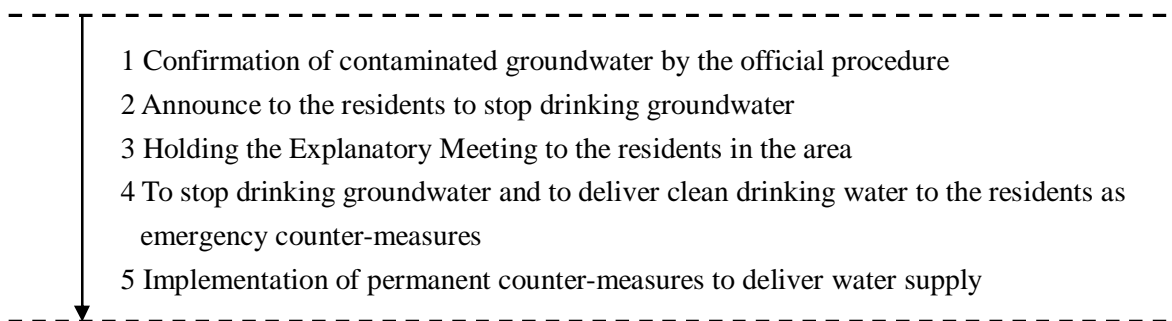 1 Confirmation of contaminated groundwater by the official procedure
2 Announce to the residents to stop drinking groundwater
3 Holding the Explanatory Meeting to the residents in the area
4 To stop drinking groundwater and to deliver clean drinking water to the residents as
emergency counter-measures
5 Implementation of permanent counter-measures to deliver water supply